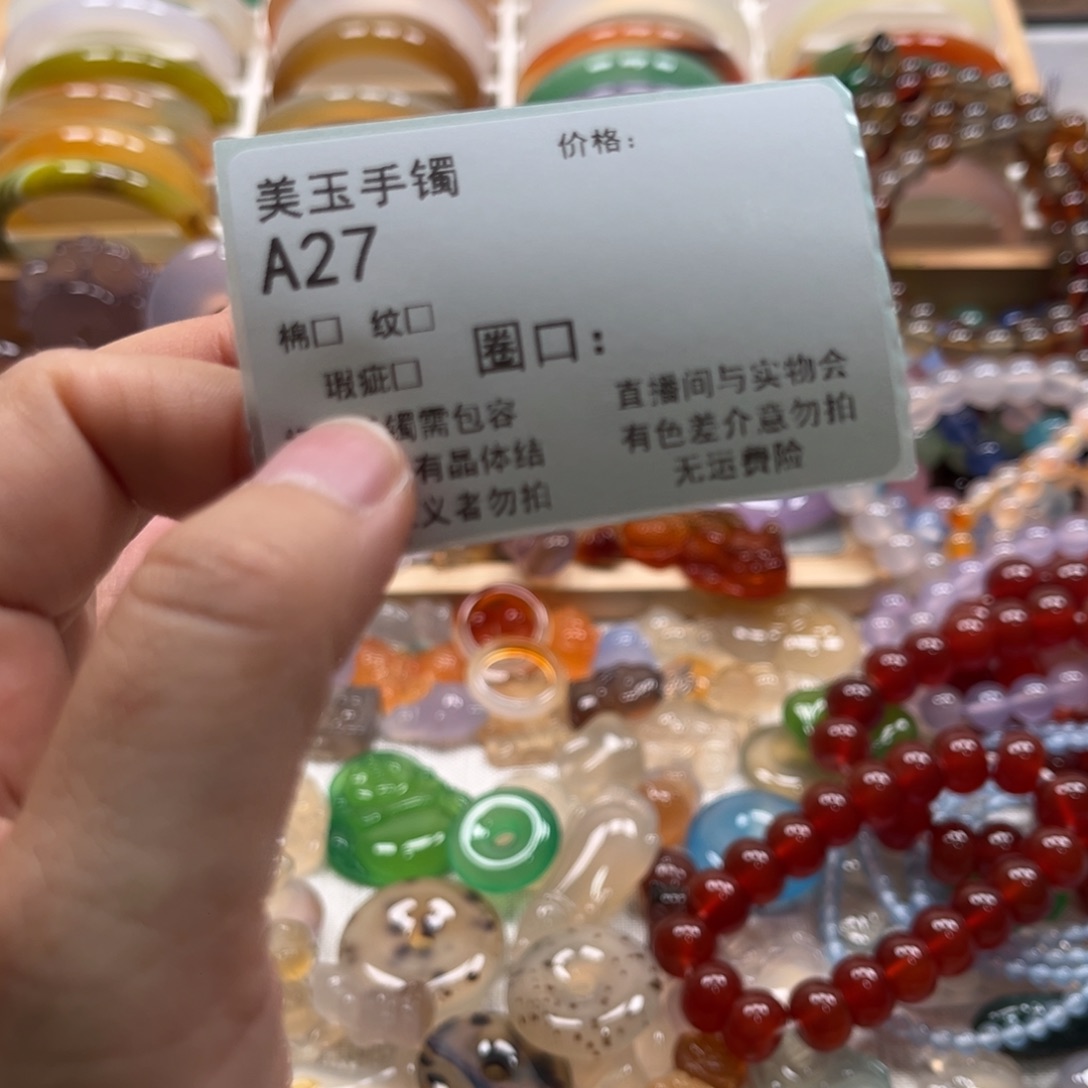 价格：
美玉手镯
A27
棉□ 纹□
圈口：
瑕疵□
镯需包容
有晶体结
义者勿拍
直播间与实物会
有色差介意勿拍
无运费险